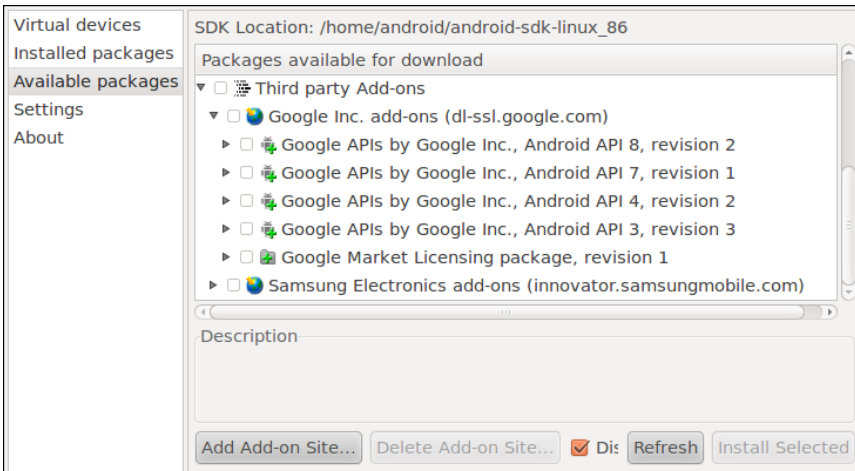 Virtual devices
Installed packages
Available packages
Settings
About
SDK Location: /home/android/android-sdk-linux_86
Packages available for download
Third party Add-ons
Google Inc. add-ons (dl-ssl.google.com)
Google APIs by Google Inc., Android API 8, revision 2
Google APIs by Google Inc., Android API 7, revision 1
Google APIs by Google Inc., Android API 4, revision 2
Google APIs by Google Inc., Android API 3, revision 3
Google Market Licensing package, revision 1
Samsung Electronics add-ons (innovator.samsungmobile.com)
Description
Add Add-on Site... Delete Add-on Site... Dis Refresh Install Selected